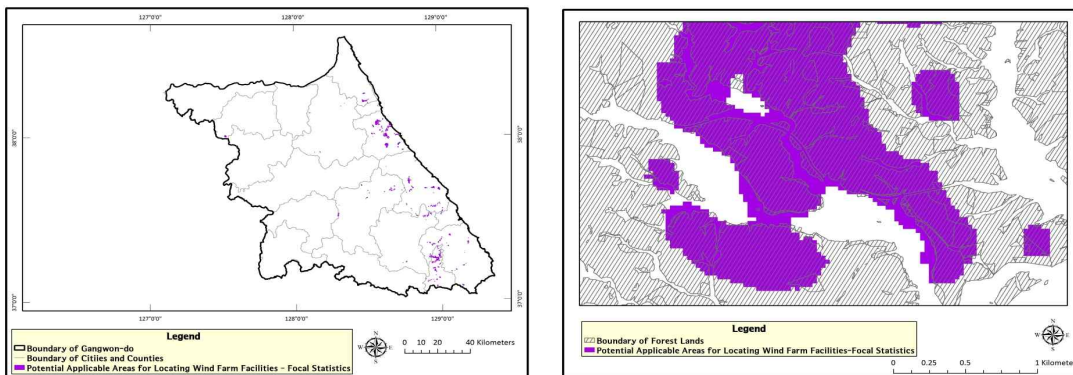 127°0'0" 128°0'0" 129°0'0"
38°0'0" 38°0'0"
37°0'0" 37°0'0"
127°0'0" 128°0'0" 129°0'0"
Legend
Boundary of Gangwon-do
Boundary of Citiies and Counties
Potential Applicable Areas for Locating Wind Farm Facilities - Focal Statistics
N
W E
S
0 10 20 40 Kilometers
Legend
Boundary of Forest Lands
Potential Applicable Areas for Locating Wind Farm Facilities-Focal Statistics
N
W E
S
0 0.25 0.5 1 Kilometers